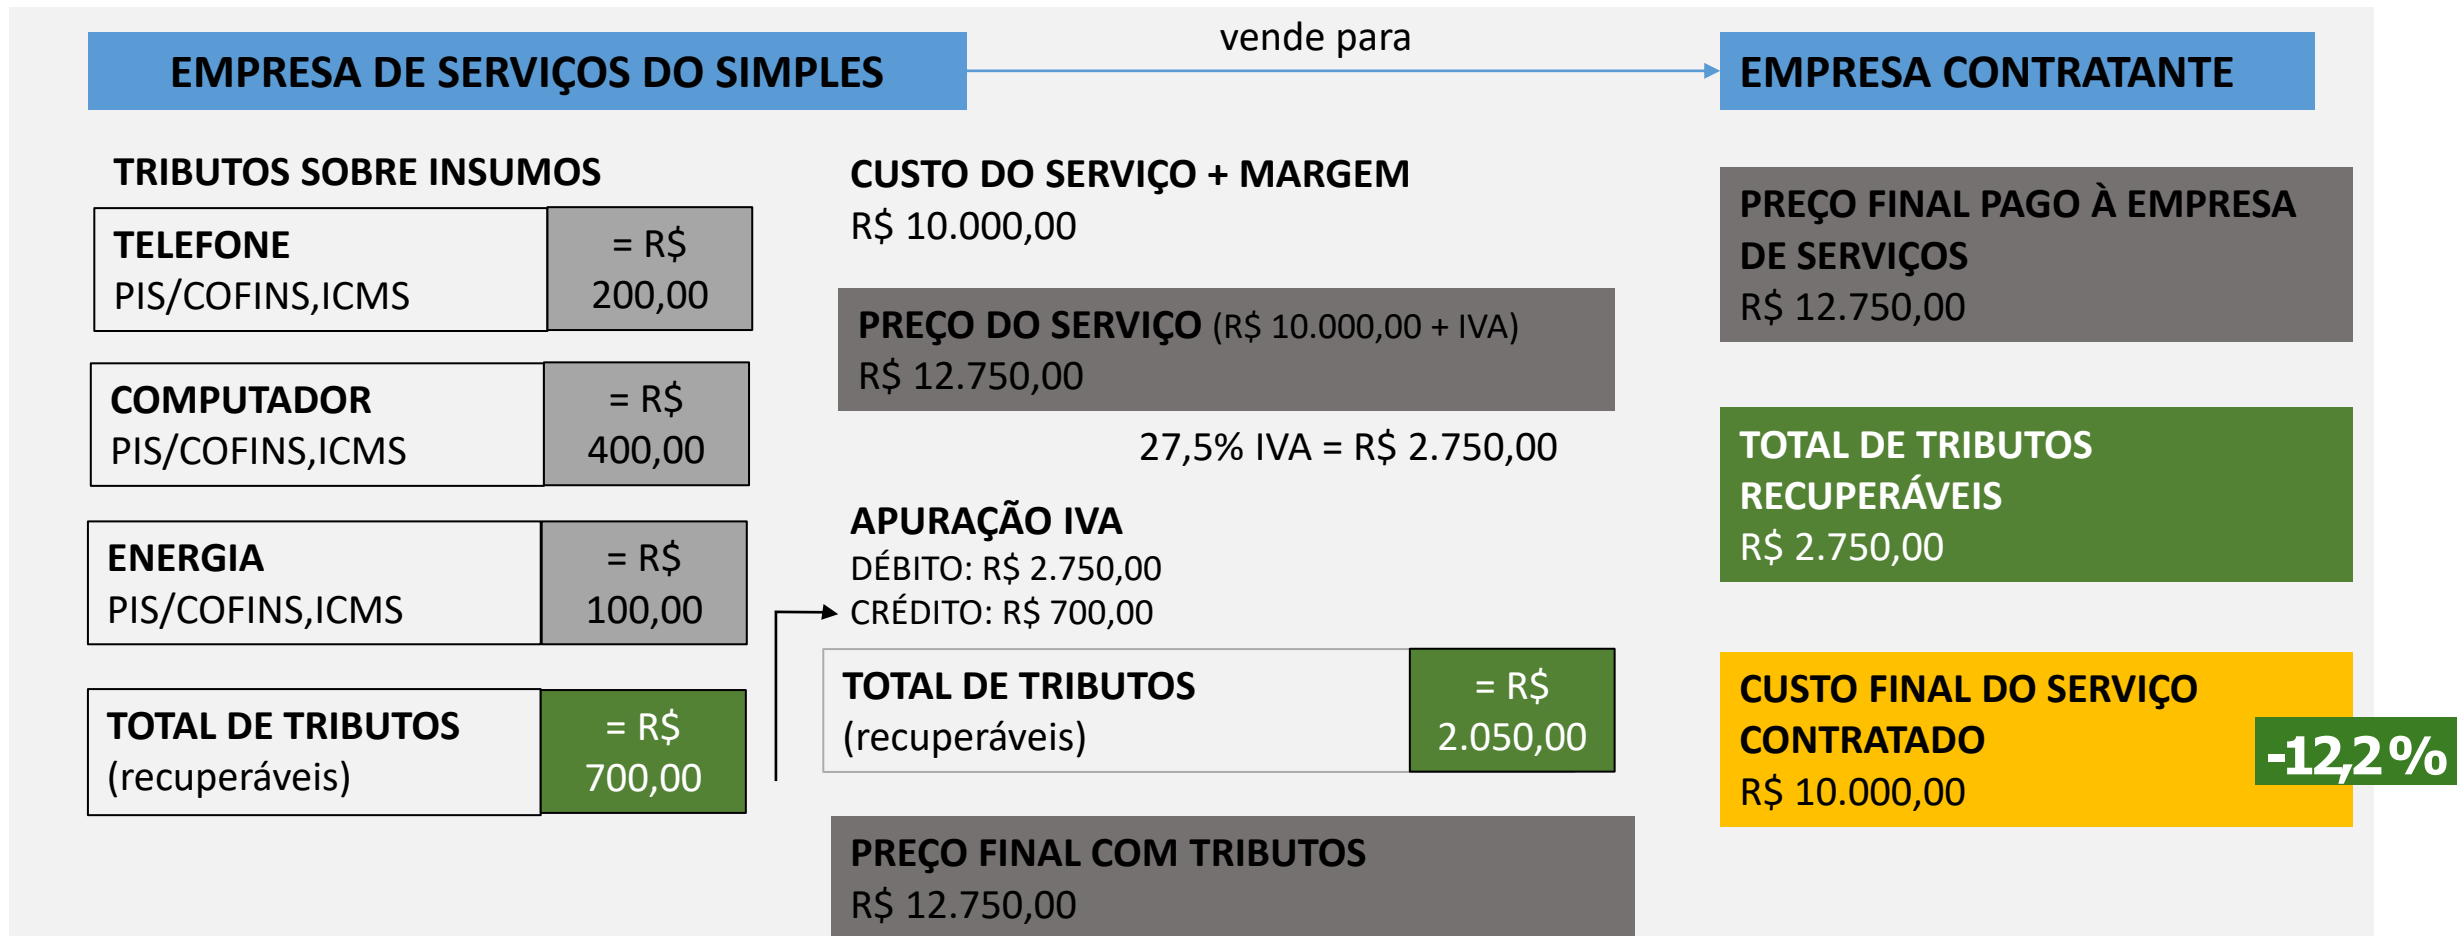 EMPRESA DE SERVIÇOS DO SIMPLES
vende para
EMPRESA CONTRATANTE
TRIBUTOS SOBRE INSUMOS
TELEFONE
PIS/COFINS,ICMS
= R$
200,00
COMPUTADOR
PIS/COFINS,ICMS
= R$
400,00
ENERGIA
PIS/COFINS,ICMS
= R$
100,00
TOTAL DE TRIBUTOS
(recuperáveis)
= R$
700,00
CUSTO DO SERVIÇO + MARGEM
R$ 10.000,00
PREÇO DO SERVIÇO (R$ 10.000,00 + IVA)
R$ 12.750,00
27,5% IVA = R$ 2.750,00
APURAÇÃO IVA
DÉBITO: R$ 2.750,00
CRÉDITO: R$ 700,00
TOTAL DE TRIBUTOS
(recuperáveis)
= R$
2.050,00
PREÇO FINAL COM TRIBUTOS
R$ 12.750,00
PREÇO FINAL PAGO À EMPRESA
DE SERVIÇOS
R$ 12.750,00
TOTAL DE TRIBUTOS
RECUPERÁVEIS
R$ 2.750,00
CUSTO FINAL DO SERVIÇO
CONTRATADO
R$ 10.000,00
-12,2%